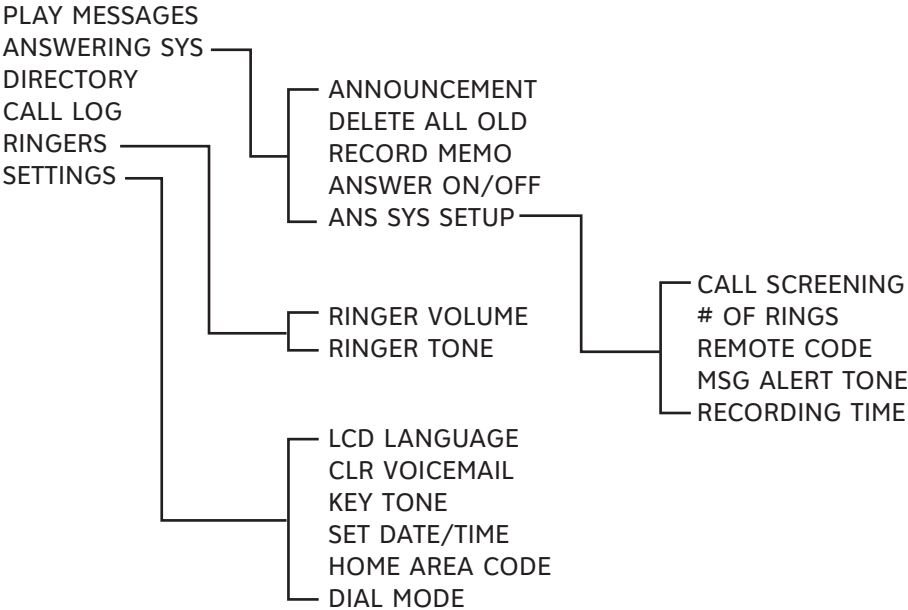 PLAY MESSAGES
ANSWERING SYS
DIRECTORY
CALL LOG
RINGERS
SETTINGS
ANNOUNCEMENT
DELETE ALL OLD
RECORD MEMO
ANSWER ON/OFF
ANS SYS SETUP
CALL SCREENING
# OF RINGS
REMOTE CODE
MSG ALERT TONE
RECORDING TIME
RINGER VOLUME
RINGER TONE
LCD LANGUAGE
CLR VOICEMAIL
KEY TONE
SET DATE/TIME
HOME AREA CODE
DIAL MODE